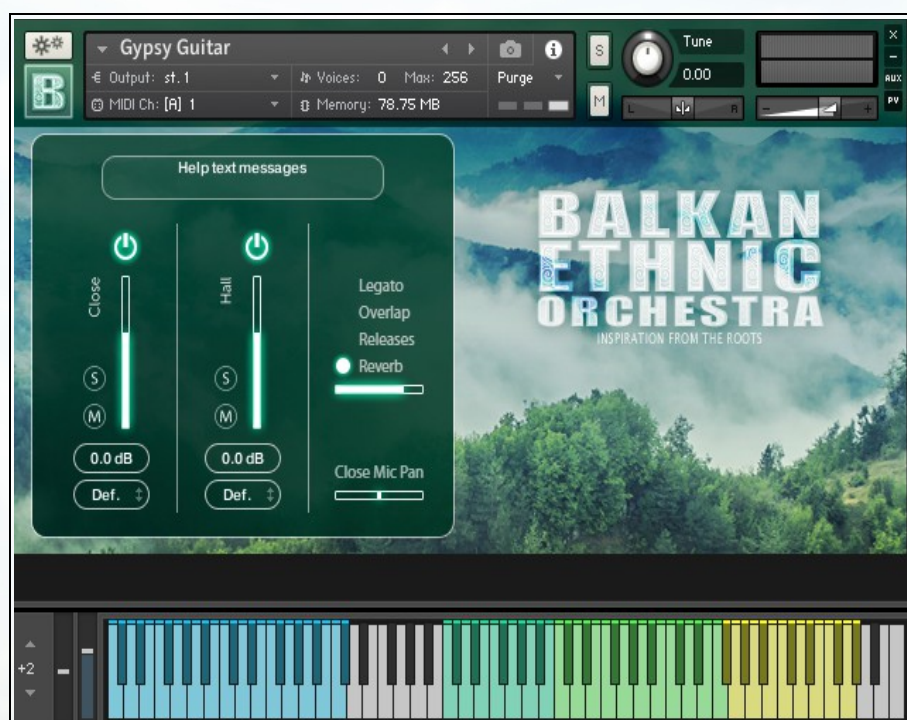 Gypsy Guitar
Output: st. 1
Voices: 0 Max: 256
Purge
MIDI Ch: [A] 1
Memory: 78.75 MB
S
M
Tune
0.00
L R
- +
X
-
AUX
PV
B
Help text messages
Close
S
M
0.0 dB
Def.
Hall
S
M
0.0 dB
Def.
Legato
Overlap
Releases
Reverb
Close Mic Pan
BALKAN
ETHNIC
ORCHESTRA
INSPIRATION FROM THE ROOTS
+2